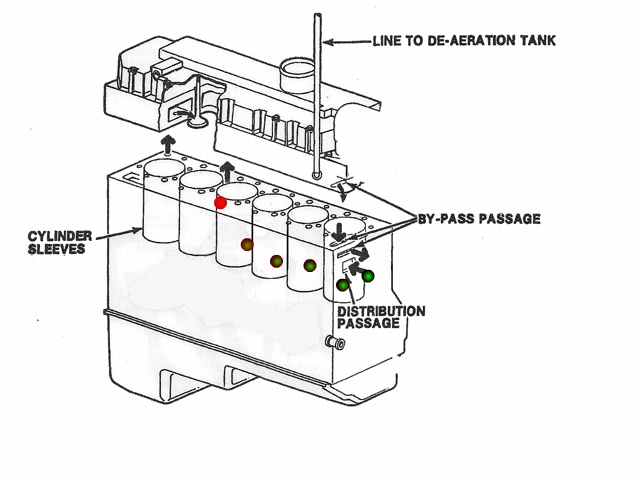 LINE TO DE-AERATION TANK
BY-PASS PASSAGE
CYLINDER
SLEEVES
DISTRIBUTION
PASSAGE